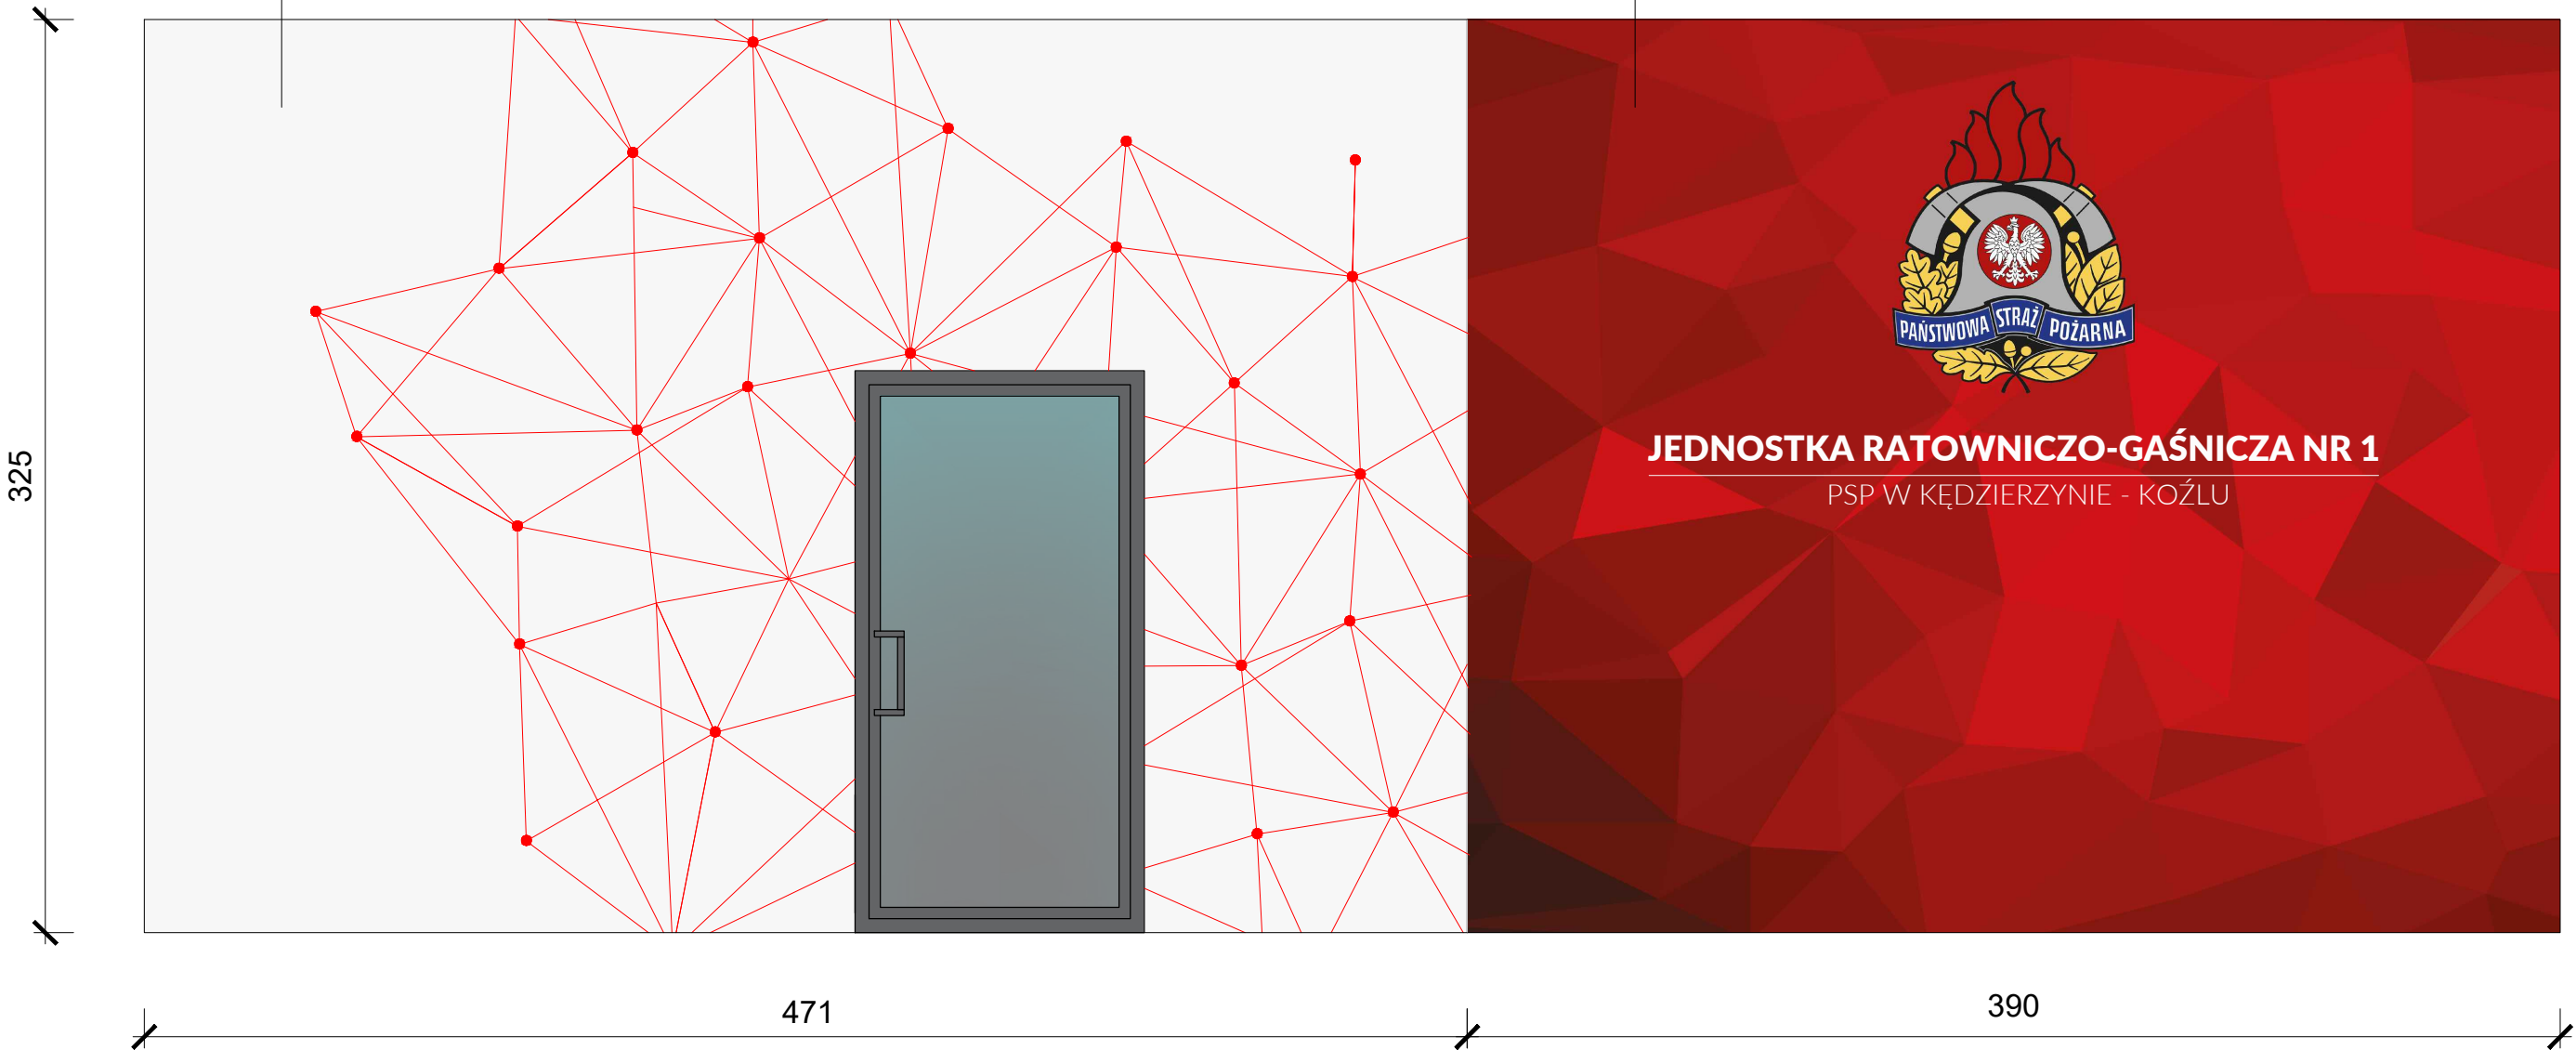 PAŃSTWOWA STRAŻ POŻARNA
JEDNOSTKA RATOWNICZO-GAŚNICZA NR 1
PSP W KĘDZIERZYNIE - KOŹLU
325
471
390